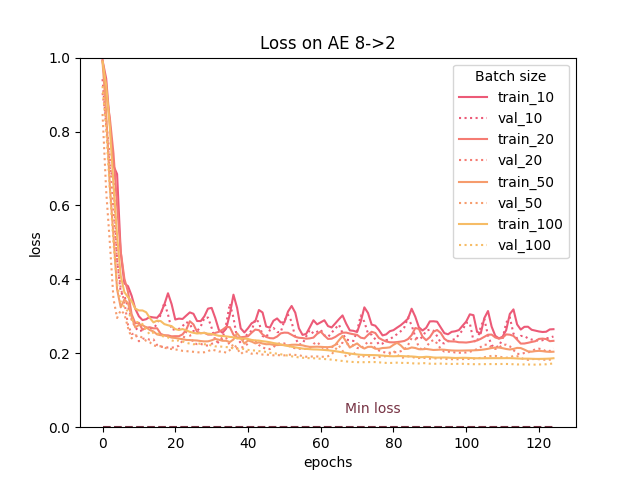 Loss on AE 8->2
1.0
0.8
0.6
0.4
0.2
0.0
loss
Batch size
train_10
val_10
train_20
val_20
train_50
val_50
train_100
val_100
Min loss
0
20
40
60
80
100
120
epochs